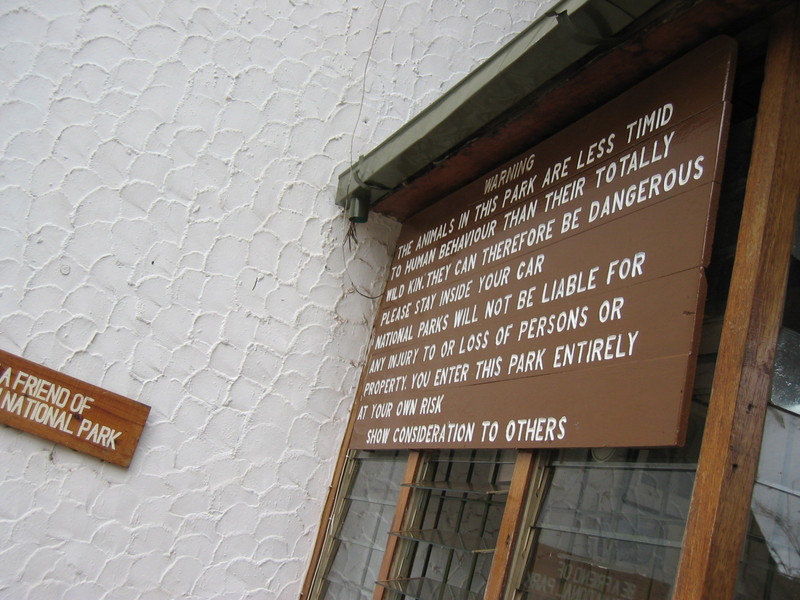 WARNING
THE ANIMALS IN THIS PARK ARE LESS TIMID
TO HUMAN BEHAVIOUR THAN THEIR TOTALLY
WILD KIN. THEY CAN THEREFORE BE DANGEROUS
PLEASE STAY INSIDE YOUR CAR
NATIONAL PARKS WILL NOT BE LIABLE FOR
ANY INJURY TO OR LOSS OF PERSONS OR
PROPERTY. YOU ENTER THIS PARK ENTIRELY
AT YOUR OWN RISK
SHOW CONSIDERATION TO OTHERS
A FRIEND OF
NATIONAL PARK
BE A FRIEND OF